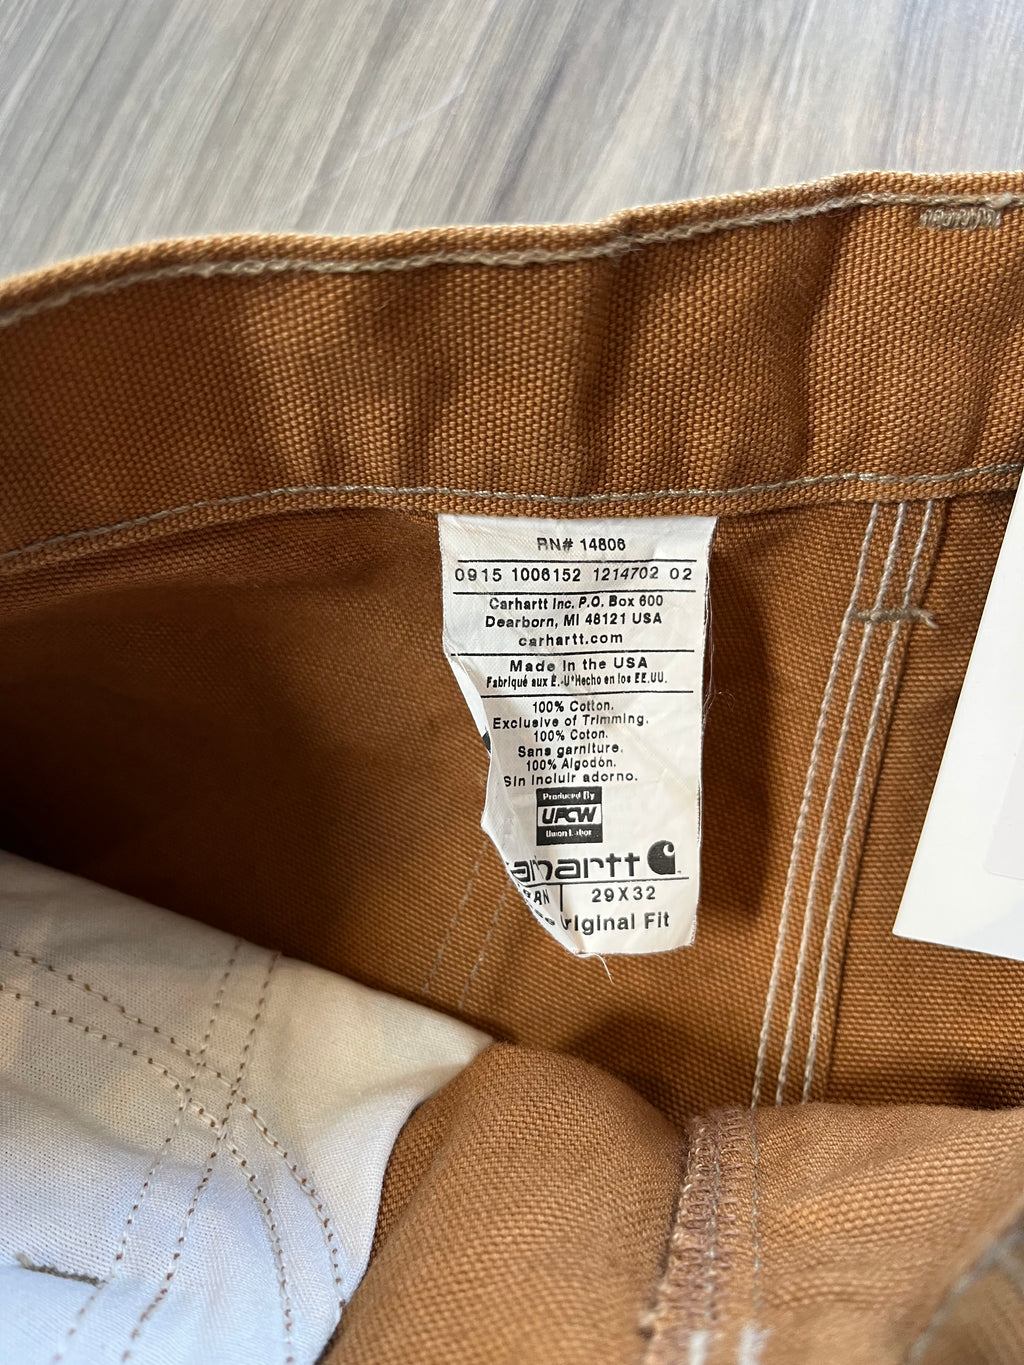 RN# 14806
0915 1006152 1214702 02
Carhartt Inc. P.O. Box 600
Dearborn, MI 48121 USA
carhartt.com
Made in the USA
Fabriqué aux É.-U*Hecho en los EE.UU.
100% Cotton.
Exclusive of Trimming.
100% Coton.
Sans garniture.
100% Algodón.
Sin incluir adorno.
Produced By
UFCW
Union Labor
arhartt
RN 29X32
Original Fit